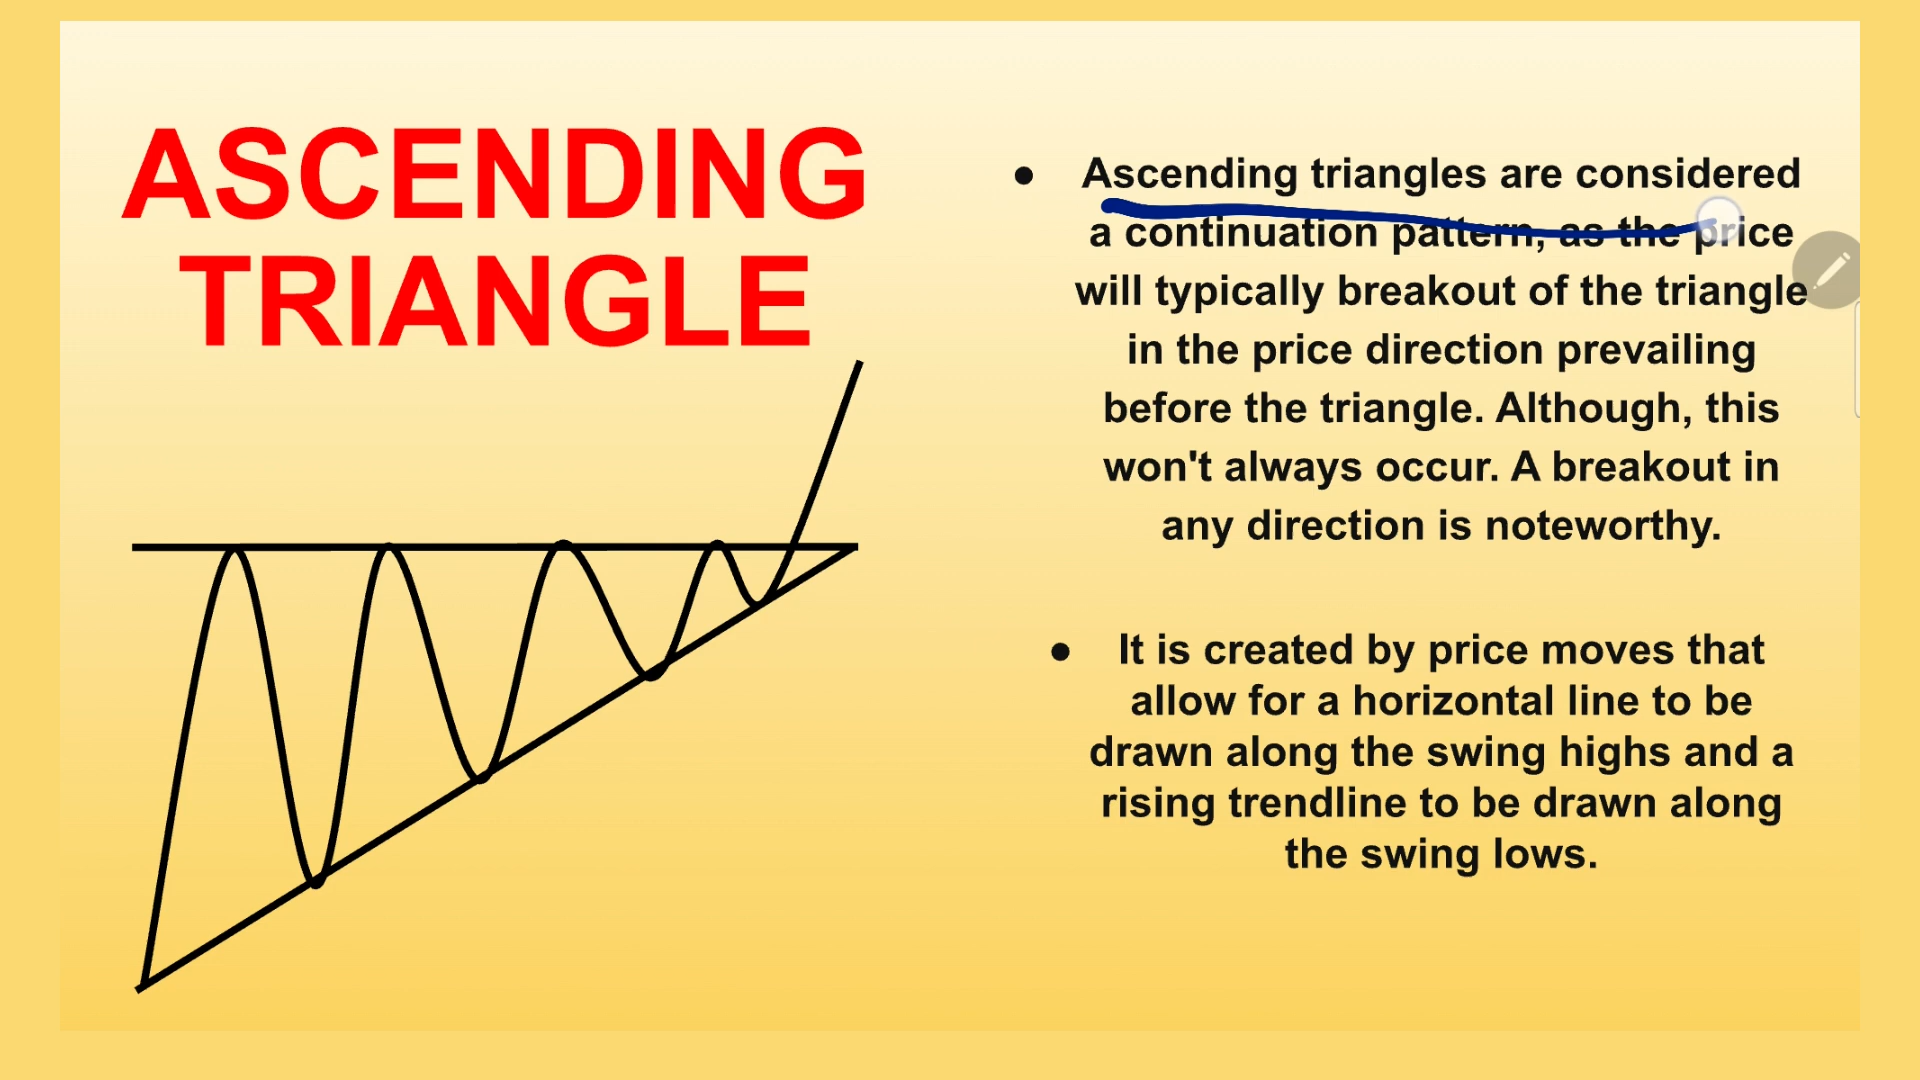 ASCENDING
TRIANGLE
• Ascending triangles are considered
a continuation pattern, as the price
will typically breakout of the triangle
in the price direction prevailing
before the triangle. Although, this
won't always occur. A breakout in
any direction is noteworthy.
• It is created by price moves that
allow for a horizontal line to be
drawn along the swing highs and a
rising trendline to be drawn along
the swing lows.